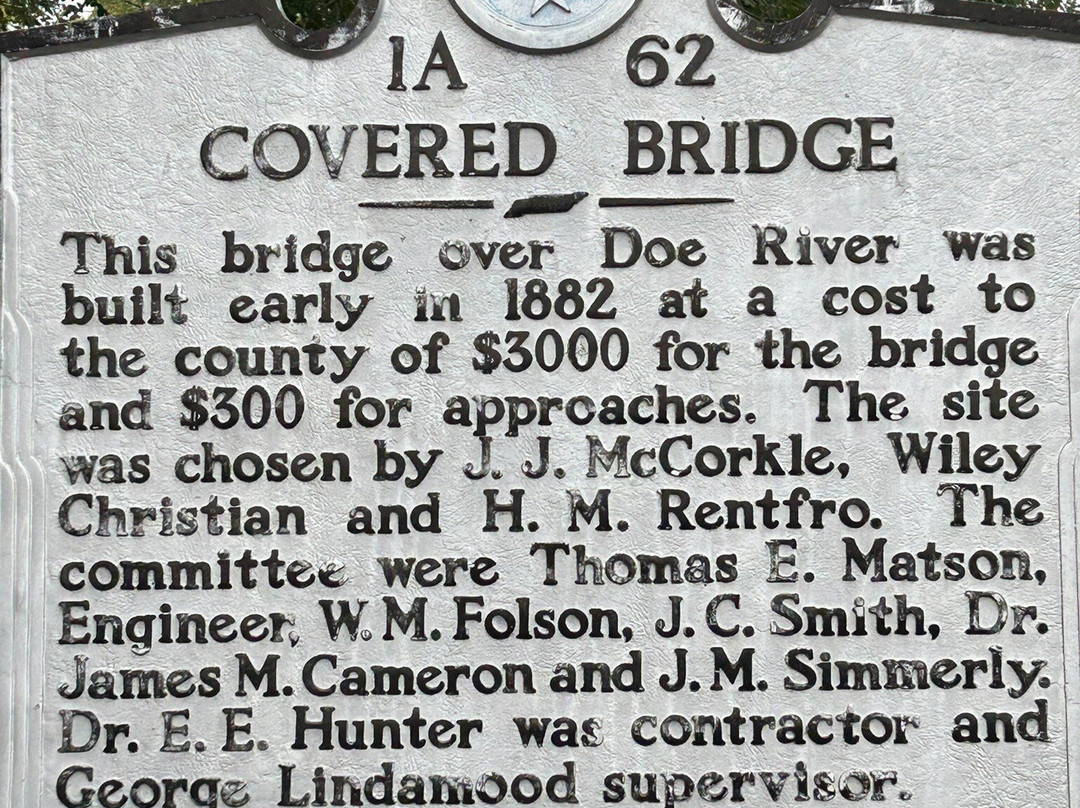 1A 62
COVERED BRIDGE
This bridge over Doe River was
built early in 1882 at a cost to
the county of $3000 for the bridge
and $300 for approaches. The site
was chosen by J. J. McCorkle, Wiley
Christian and H. M. Rentfro. The
committee were Thomas E. Matson,
Engineer, W. M. Folson, J. C. Smith, Dr.
James M. Cameron and J. M. Simmerly.
Dr. E. E. Hunter was contractor and
George Lindamood supervisor.